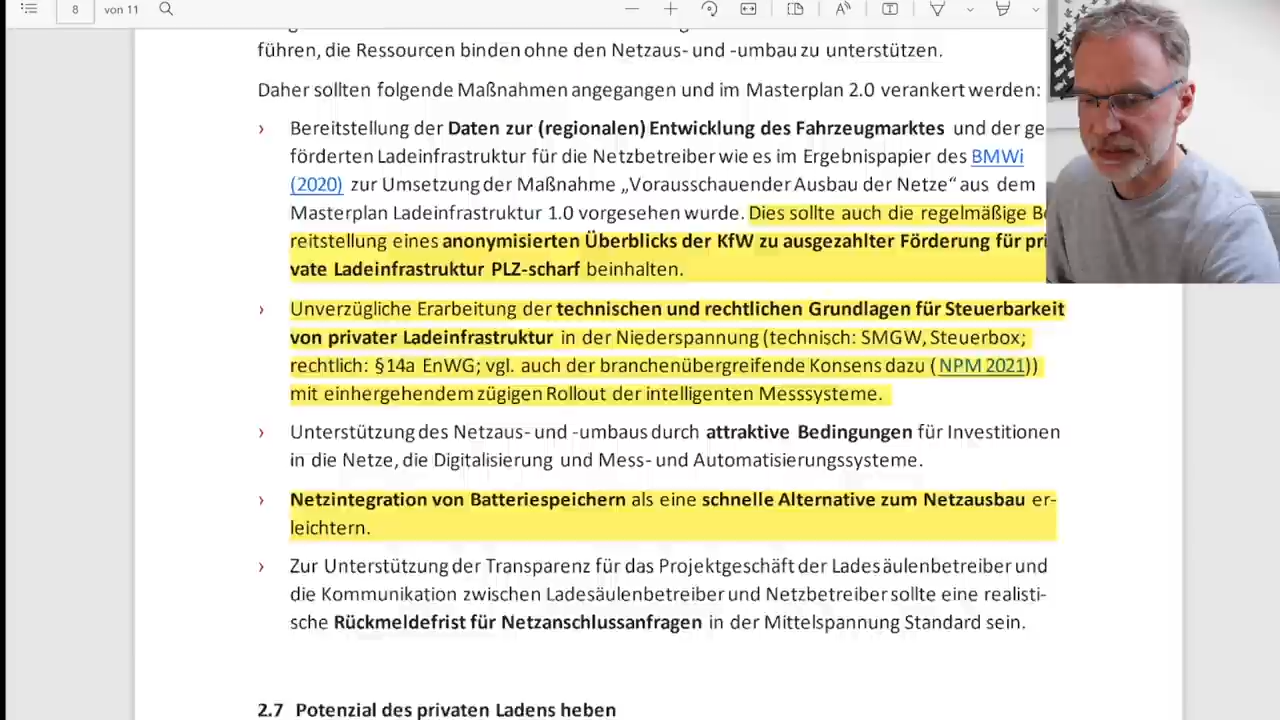 8 von 11
führen, die Ressourcen binden ohne den Netzaus- und -umbau zu unterstützen.
Daher sollten folgende Maßnahmen angegangen und im Masterplan 2.0 verankert werden:
› Bereitstellung der Daten zur (regionalen) Entwicklung des Fahrzeugmarktes und der ge
förderten Ladeinfrastruktur für die Netzbetreiber wie es im Ergebnispapier des BMWi
(2020) zur Umsetzung der Maßnahme „Vorausschauender Ausbau der Netze“ aus dem
Masterplan Ladeinfrastruktur 1.0 vorgesehen wurde. Dies sollte auch die regelmäßige Be
reitstellung eines anonymisierten Überblicks der KfW zu ausgezahlter Förderung für pri
vate Ladeinfrastruktur PLZ-scharf beinhalten.
› Unverzügliche Erarbeitung der technischen und rechtlichen Grundlagen für Steuerbarkeit
von privater Ladeinfrastruktur in der Niederspannung (technisch: SMGW, Steuerbox;
rechtlich: §14a EnWG; vgl. auch der branchenübergreifende Konsens dazu (NPM 2021))
mit einhergehendem zügigen Rollout der intelligenten Messsysteme.
› Unterstützung des Netzaus- und -umbaus durch attraktive Bedingungen für Investitionen
in die Netze, die Digitalisierung und Mess- und Automatisierungssysteme.
› Netzintegration von Batteriespeichern als eine schnelle Alternative zum Netzausbau er-
leichtern.
› Zur Unterstützung der Transparenz für das Projektgeschäft der Ladesäulenbetreiber und
die Kommunikation zwischen Ladesäulenbetreiber und Netzbetreiber sollte eine realisti-
sche Rückmeldefrist für Netzanschlussanfragen in der Mittelspannung Standard sein.
2.7 Potenzial des privaten Ladens heben